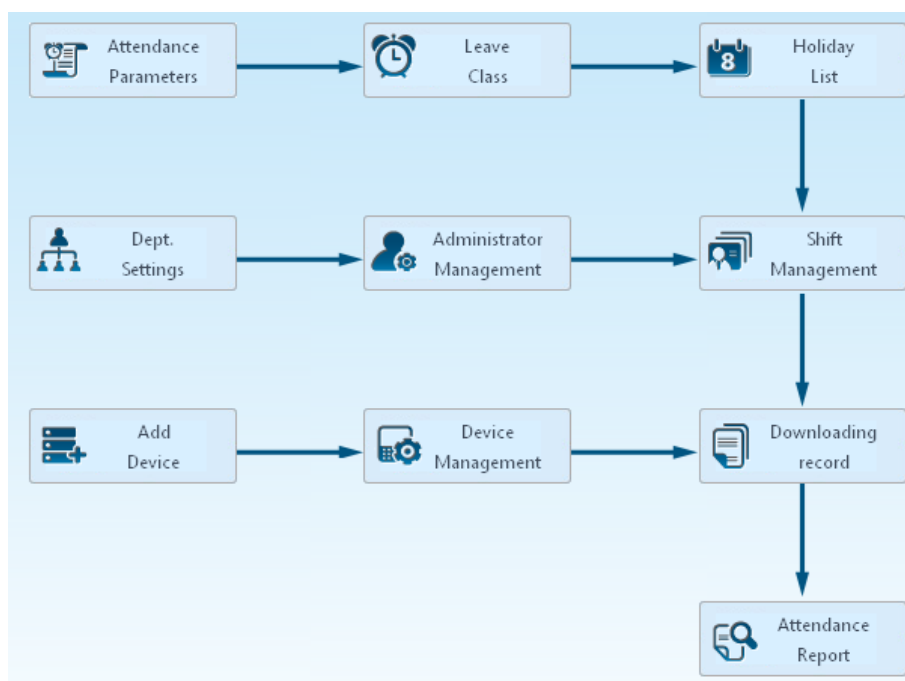 Attendance
Parameters
Leave
Class
8
Holiday
List
Dept.
Settings
Administrator
Management
Shift
Management
Add
Device
Device
Management
Downloading
record
Attendance
Report